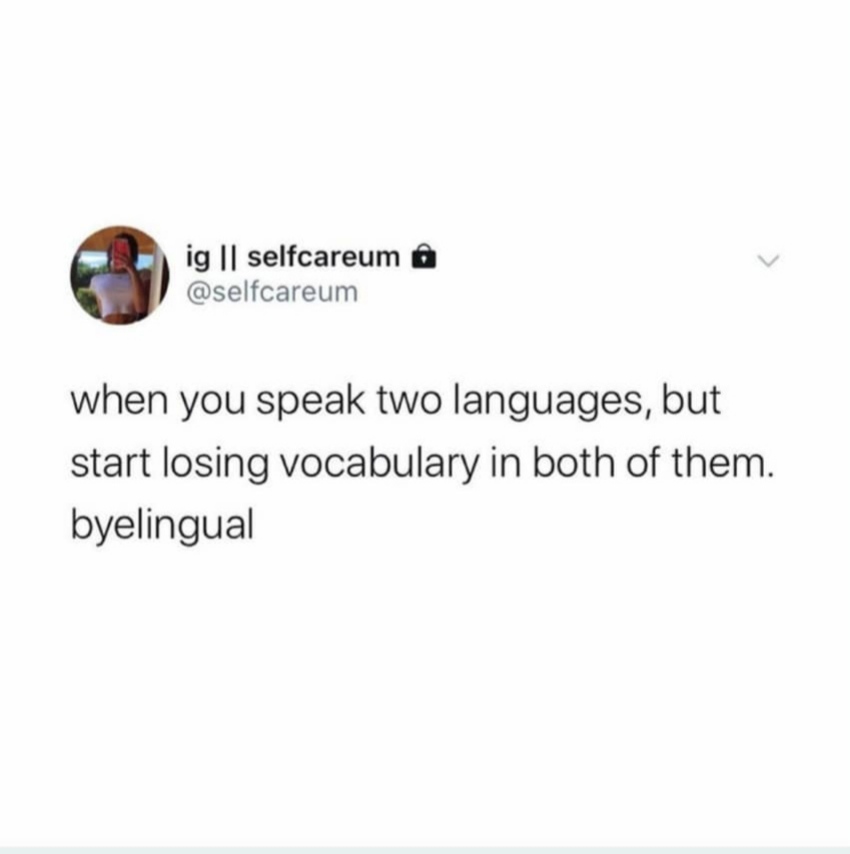 ig || selfcareum
@selfcareum
when you speak two languages, but
start losing vocabulary in both of them.
byelingual